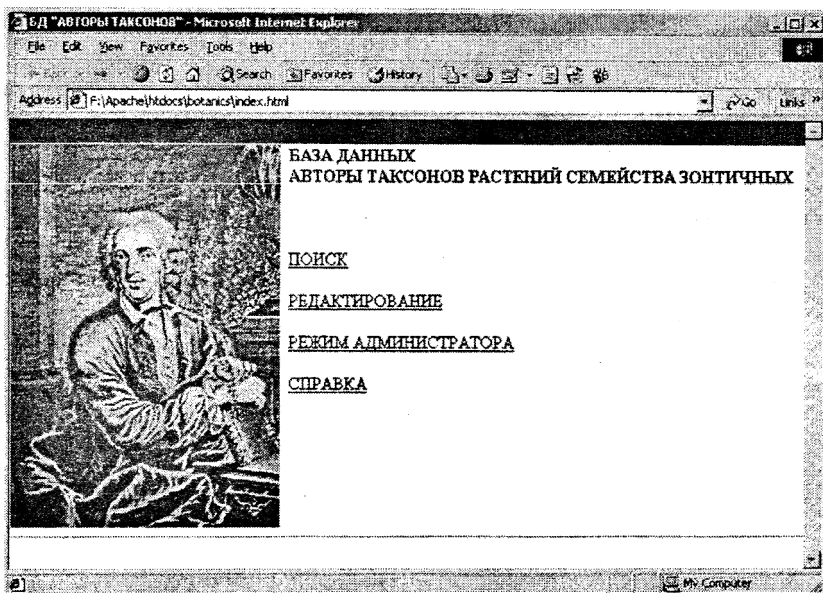 БД "АВТОРЫ ТАКСОНОВ" - Microsoft Internet Explorer
File Edit View Favorites Tools Help
Search Favorites History
Address F:\Apache\htdocs\botanics\index.html Go Links »
БАЗА ДАННЫХ
АВТОРЫ ТАКСОНОВ РАСТЕНИЙ СЕМЕЙСТВА ЗОНТИЧНЫХ
ПОИСК
РЕДАКТИРОВАНИЕ
РЕЖИМ АДМИНИСТРАТОРА
СПРАВКА
My Computer